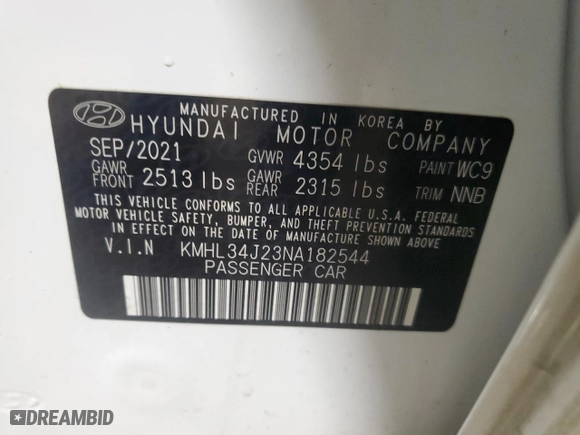 MANUFACTURED IN KOREA BY
HYUNDAI MOTOR COMPANY
SEP/2021 GVWR 4354 lbs PAINT WC9
GAWR FRONT 2513 lbs GAWR REAR 2315 lbs TRIM NNB
THIS VEHICLE CONFORMS TO ALL APPLICABLE U.S.A. FEDERAL
MOTOR VEHICLE SAFETY, BUMPER, AND THEFT PREVENTION STANDARDS
IN EFFECT ON THE DATE OF MANUFACTURE SHOWN ABOVE
V.I.N KMHL34J23NA182544
PASSENGER CAR
DREAMBID